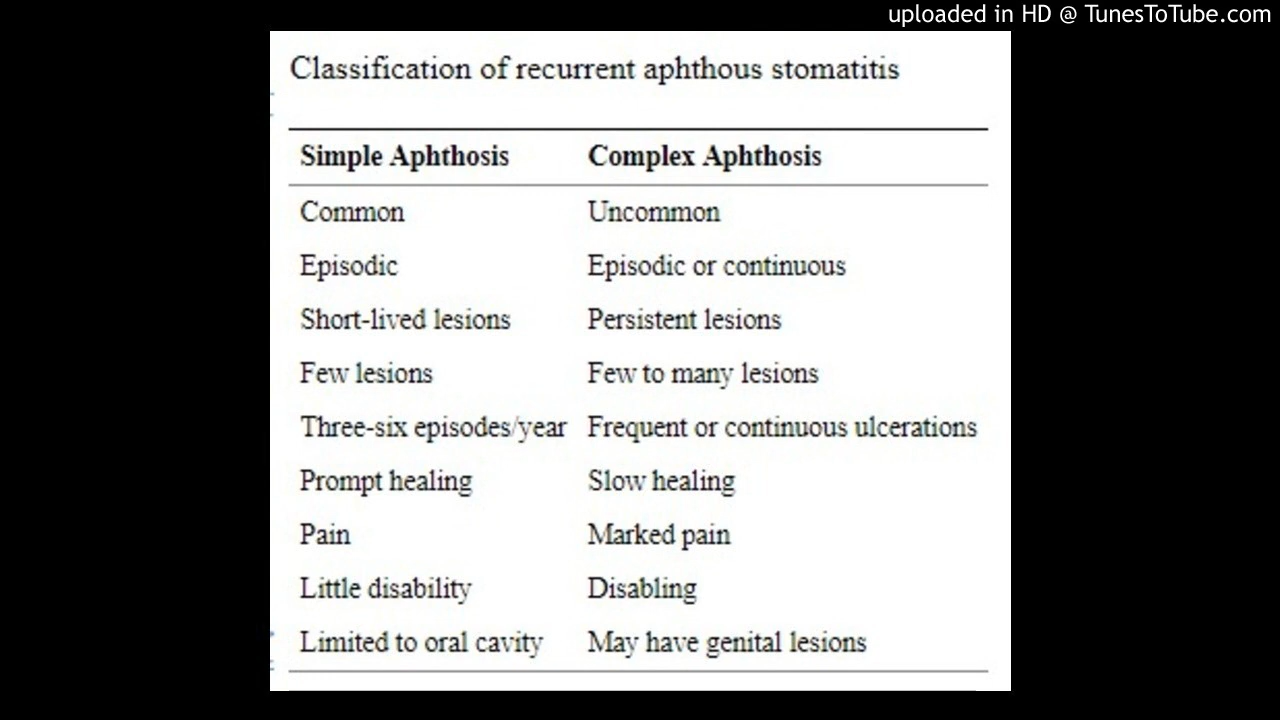 uploaded in HD @ TunesToTube.com
Classification of recurrent aphthous stomatitis
Simple Aphthosis Complex Aphthosis
Common Uncommon
Episodic Episodic or continuous
Short-lived lesions Persistent lesions
Few lesions Few to many lesions
Three-six episodes/year Frequent or continuous ulcerations
Prompt healing Slow healing
Pain Marked pain
Little disability Disabling
Limited to oral cavity May have genital lesions